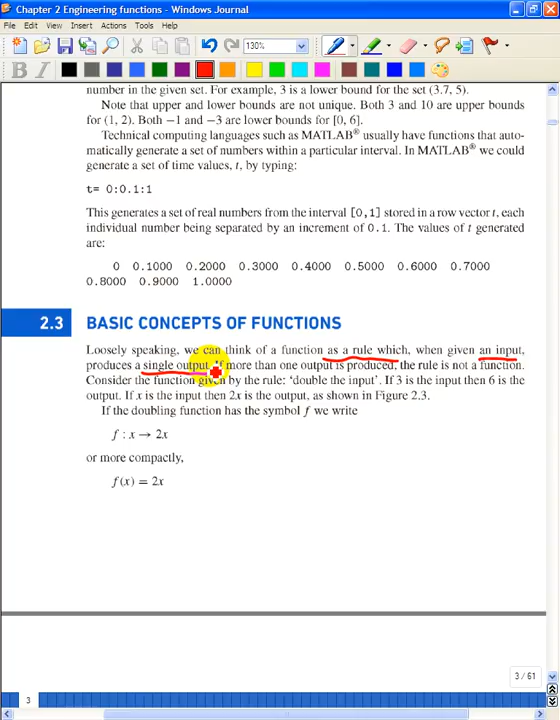 Chapter 2 Engineering functions - Windows Journal
File Edit View Insert Actions Tools Help
130%
B I
number in the given set. For example, 3 is a lower bound for the set (3.7, 5).
Note that upper and lower bounds are not unique. Both 3 and 10 are upper bounds
for (1, 2). Both −1 and −3 are lower bounds for [0, 6].
Technical computing languages such as MATLAB® usually have functions that auto-
matically generate a set of numbers within a particular interval. In MATLAB® we could
generate a set of time values, t, by typing:
t= 0:0.1:1
This generates a set of real numbers from the interval [0,1] stored in a row vector t, each
individual number being separated by an increment of 0.1. The values of t generated
are:
0 0.1000 0.2000 0.3000 0.4000 0.5000 0.6000 0.7000
0.8000 0.9000 1.0000
2.3 BASIC CONCEPTS OF FUNCTIONS
Loosely speaking, we can think of a function as a rule which, when given an input,
produces a single output. If more than one output is produced, the rule is not a function.
Consider the function given by the rule: ‘double the input’. If 3 is the input then 6 is the
output. If x is the input then 2x is the output, as shown in Figure 2.3.
If the doubling function has the symbol f we write
f : x → 2x
or more compactly,
f(x) = 2x
3 / 61
3